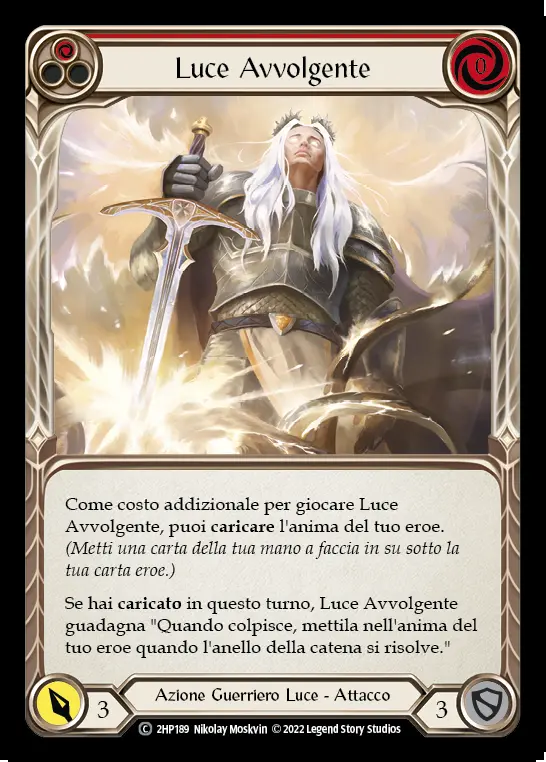 Luce Avvolgente
0
Come costo addizionale per giocare Luce
Avvolgente, puoi caricare l'anima del tuo eroe.
(Metti una carta della tua mano a faccia in su sotto la
tua carta eroe.)
Se hai caricato in questo turno, Luce Avvolgente
guadagna "Quando colpisce, mettila nell'anima del
tuo eroe quando l'anello della catena si risolve."
3
Azione Guerriero Luce - Attacco
3
C 2HP189 Nikolay Moskvin © 2022 Legend Story Studios